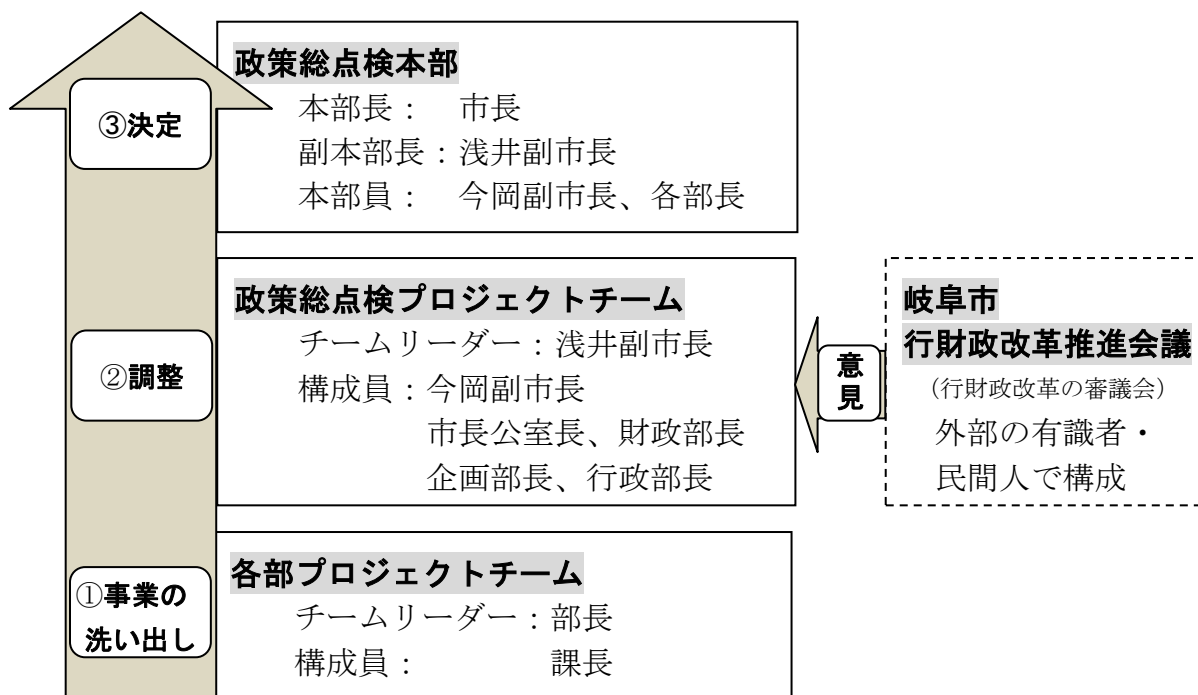 政策総点検本部
本部長： 市長
副本部長：浅井副市長
本部員： 今岡副市長、各部長
③決定
政策総点検プロジェクトチーム
チームリーダー：浅井副市長
構成員：今岡副市長
市長公室長、財政部長
企画部長、行政部長
②調整
意見
岐阜市
行財政改革推進会議
（行財政改革の審議会）
外部の有識者・
民間人で構成
各部プロジェクトチーム
チームリーダー：部長
構成員： 課長
①事業の
洗い出し